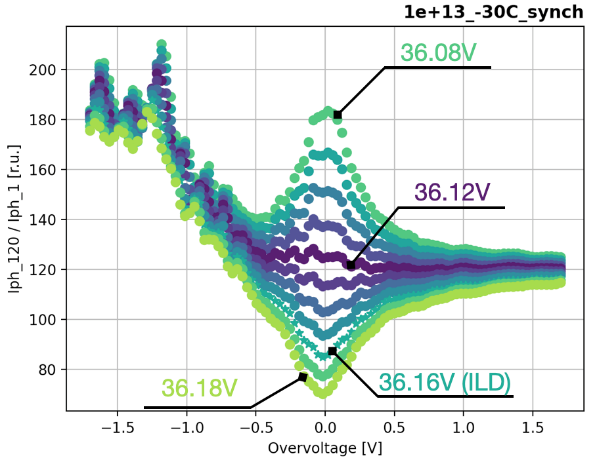 1e+13_-30C_synch
36.08V
36.12V
36.16V (ILD)
36.18V
Iph_120 / Iph_1 [r.u.]
200
180
160
140
120
100
80
−1.5
−1.0
−0.5
0.0
0.5
1.0
1.5
Overvoltage [V]